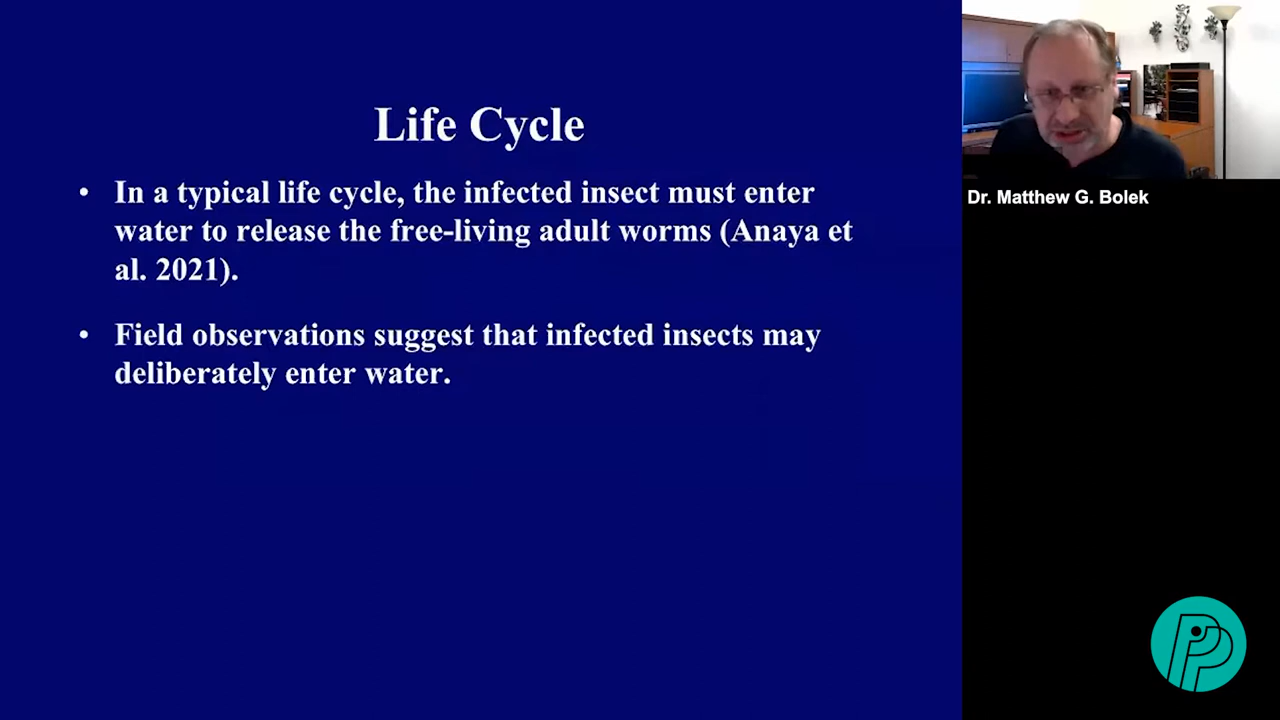 Life Cycle
• In a typical life cycle, the infected insect must enter
water to release the free-living adult worms (Anaya et
al. 2021).
• Field observations suggest that infected insects may
deliberately enter water.
Dr. Matthew G. Bolek